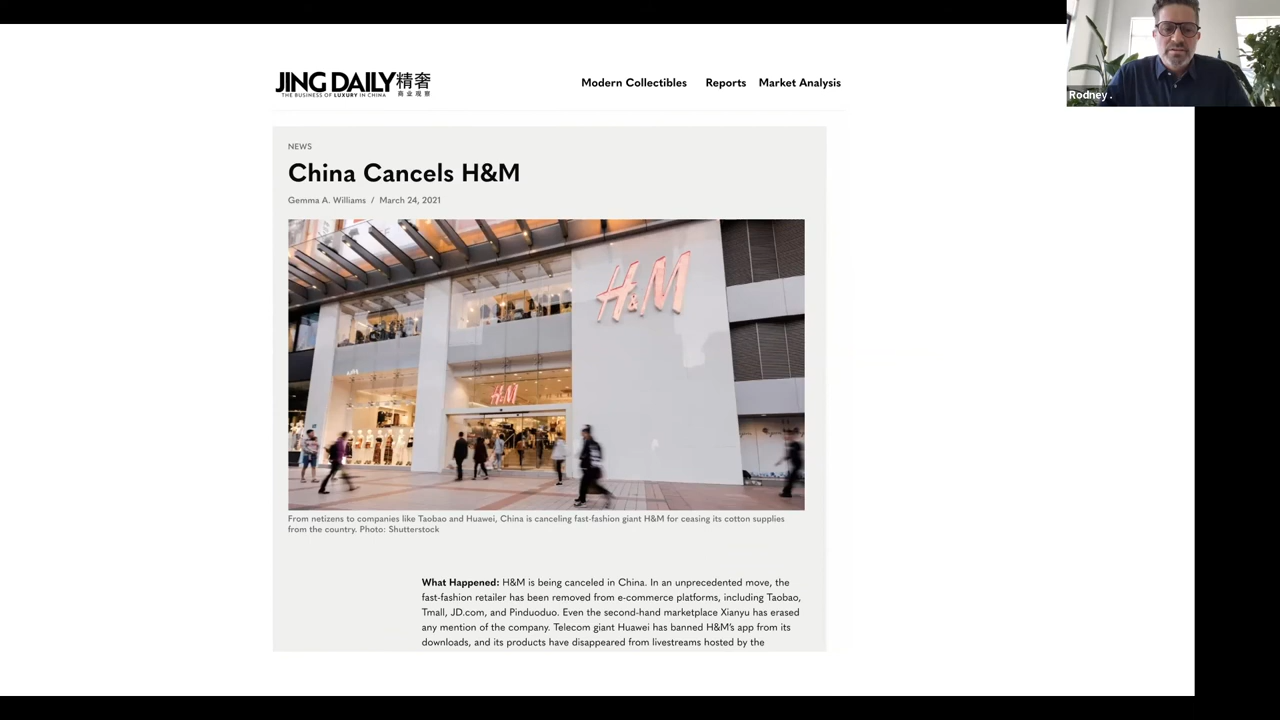 Rodney .
JING DAILY精奢
THE BUSINESS OF LUXURY IN CHINA 商业观察
Modern Collectibles Reports Market Analysis
NEWS
China Cancels H&M
Gemma A. Williams / March 24, 2021
H&M
H&M
From netizens to companies like Taobao and Huawei, China is canceling fast-fashion giant H&M for ceasing its cotton supplies
from the country. Photo: Shutterstock
What Happened: H&M is being canceled in China. In an unprecedented move, the
fast-fashion retailer has been removed from e-commerce platforms, including Taobao,
Tmall, JD.com, and Pinduoduo. Even the second-hand marketplace Xianyu has erased
any mention of the company. Telecom giant Huawei has banned H&M's app from its
downloads, and its products have disappeared from livestreams hosted by the